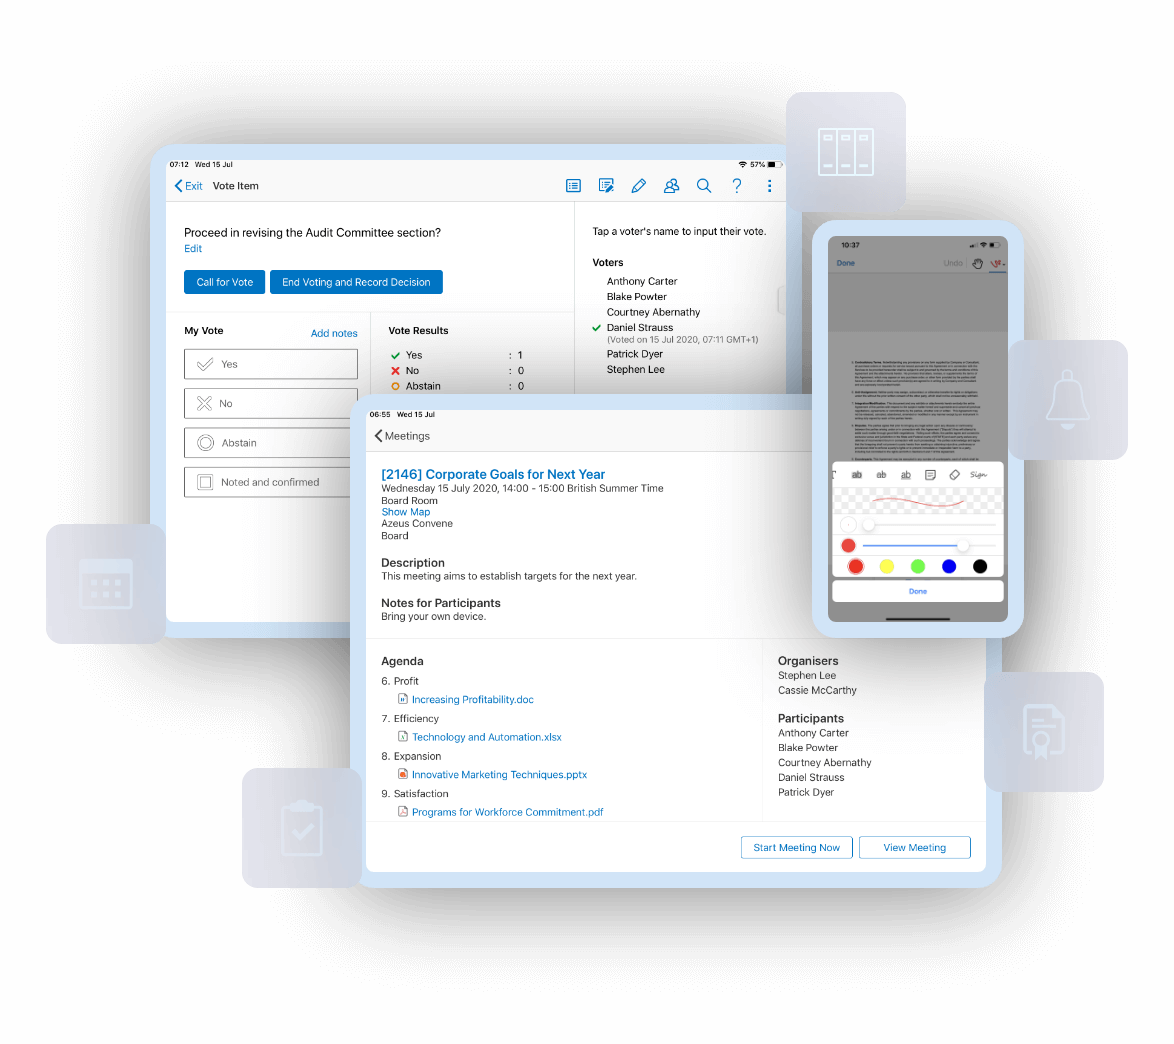 07:12 Wed 15 Jul
57%
Exit Vote Item
Proceed in revising the Audit Committee section?
Edit
Call for Vote
End Voting and Record Decision
My Vote
Add notes
Yes
No
Abstain
Noted and confirmed
Vote Results
Yes : 1
No : 0
Abstain : 0
Tap a voter's name to input their vote.
Voters
Anthony Carter
Blake Powter
Courtney Abernathy
Daniel Strauss
(Voted on 15 Jul 2020, 07:11 GMT+1)
Patrick Dyer
Stephen Lee
10:37
Done
Undo
ab ab ab Sign
Done
06:55 Wed 15 Jul
Meetings
[2146] Corporate Goals for Next Year
Wednesday 15 July 2020, 14:00 - 15:00 British Summer Time
Board Room
Show Map
Azeus Convene
Board
Description
This meeting aims to establish targets for the next year.
Notes for Participants
Bring your own device.
Agenda
6. Profit
Increasing Profitability.doc
7. Efficiency
Technology and Automation.xlsx
8. Expansion
Innovative Marketing Techniques.pptx
9. Satisfaction
Programs for Workforce Commitment.pdf
Organisers
Stephen Lee
Cassie McCarthy
Participants
Anthony Carter
Blake Powter
Courtney Abernathy
Daniel Strauss
Patrick Dyer
Start Meeting Now
View Meeting